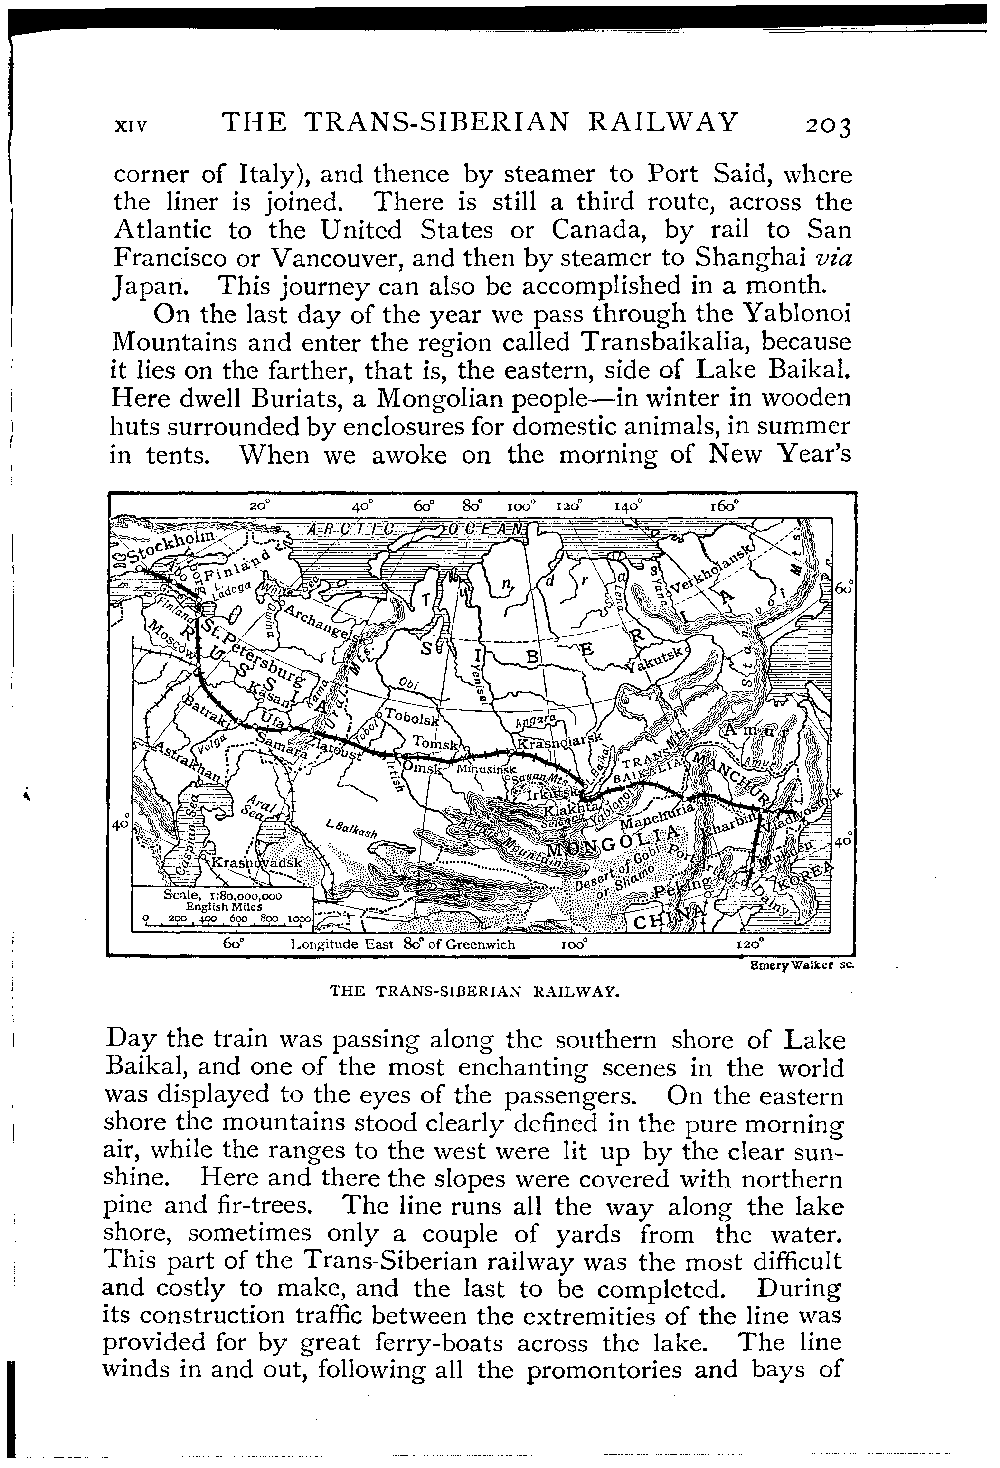 XIV THE TRANS-SIBERIAN RAILWAY 203
corner of Italy), and thence by steamer to Port Said, where
the liner is joined. There is still a third route, across the
Atlantic to the United States or Canada, by rail to San
Francisco or Vancouver, and then by steamer to Shanghai via
Japan. This journey can also be accomplished in a month.
On the last day of the year we pass through the Yablonoi
Mountains and enter the region called Transbaikalia, because
it lies on the farther, that is, the eastern, side of Lake Baikal.
Here dwell Buriats, a Mongolian people—in winter in wooden
huts surrounded by enclosures for domestic animals, in summer
in tents. When we awoke on the morning of New Year's
20° 40° 60° 80° 100° 120° 140° 160°
ARCTIC OCEAN
Stockholm
Åbo
Finland
L. Ladoga
Archangel
St. Petersburg
Moscow
RUSSIA
Kasan
Kama
Ural Mts.
Batraki
Ufa
Samara
Zlatoust
Volga
Astrakhan
Caspian Sea
Aral Sea
Krasnovadsk
Tobol
Tobolsk
Obi
Irtish
Omsk
Tomsk
Minusinsk
Yenisei
SIBERIA
Angara
Krasnoiarsk
Sayan Mts.
Irkutsk
Kiakhta
L. Balkash
Lena
Verkhoiansk
Yakutsk
Stanovoi Mts
TRANS-
BAIKALIA
Yablonoi Mts
Amur
MANCHURIA
Manchuria
Kharbin
Vladivostok
Mukden
KOREA
Dalny
MONGOLIA
Desert of Gobi
or Shamo
Peking
CHINA
60°
40°
40°
Scale, 1:80,000,000
English Miles
0 200 400 600 800 1000
60° Longitude East 80° of Greenwich 100° 120°
Emery Walker sc.
THE TRANS-SIBERIAN RAILWAY.
Day the train was passing along the southern shore of Lake
Baikal, and one of the most enchanting scenes in the world
was displayed to the eyes of the passengers. On the eastern
shore the mountains stood clearly defined in the pure morning
air, while the ranges to the west were lit up by the clear sun-
shine. Here and there the slopes were covered with northern
pine and fir-trees. The line runs all the way along the lake
shore, sometimes only a couple of yards from the water.
This part of the Trans-Siberian railway was the most difficult
and costly to make, and the last to be completed. During
its construction traffic between the extremities of the line was
provided for by great ferry-boats across the lake. The line
winds in and out, following all the promontories and bays of